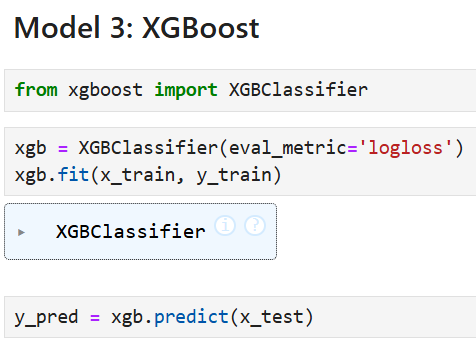 Model 3: XGBoost
from xgboost import XGBClassifier
xgb = XGBClassifier(eval_metric='logloss')
xgb.fit(x_train, y_train)
▸ XGBClassifier i ?
y_pred = xgb.predict(x_test)